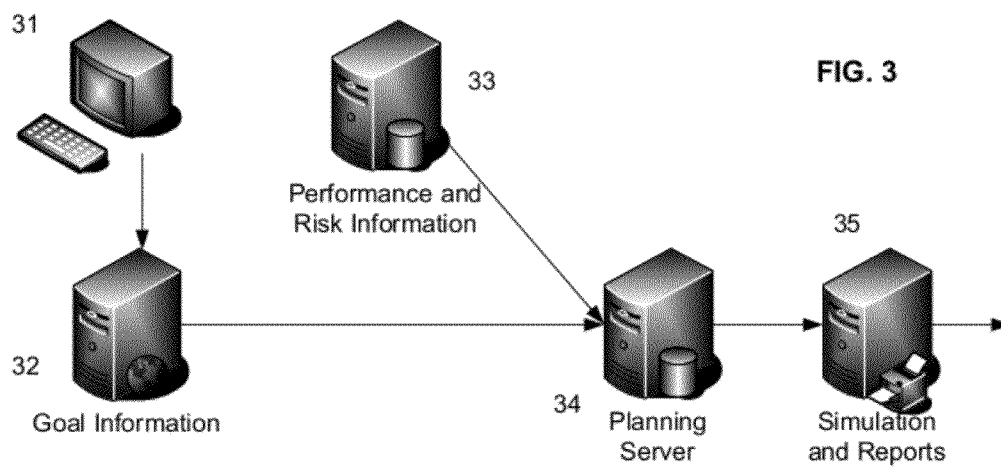 31
33
FIG. 3
Performance and
Risk Information
35
32
Goal Information
34
Planning
Server
Simulation
and Reports